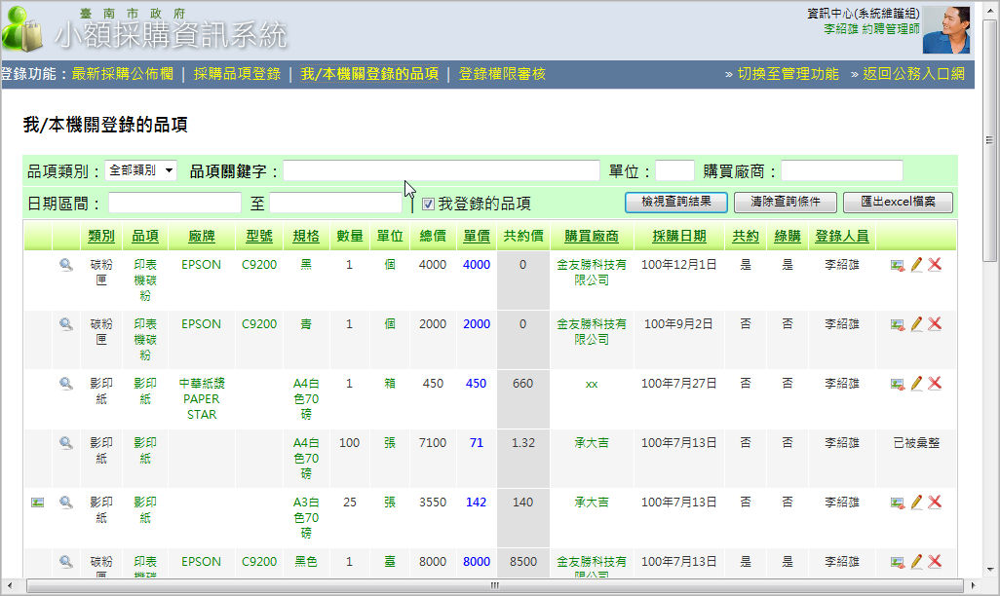 臺南市政府
小額採購資訊系統
資訊中心(系統維護組)
李紹雄 約聘管理師
登錄功能：最新採購公佈欄 | 採購品項登錄 | 我/本機關登錄的品項 | 登錄權限審核 » 切換至管理功能 » 返回公務入口網
我/本機關登錄的品項
品項類別： 全部類別 品項關鍵字： 單位： 購買廠商：
日期區間： 至 | 我登錄的品項 檢視查詢結果 清除查詢條件 匯出excel檔案
類別 品項 廠牌 型號 規格 數量 單位 總價 單價 共約價 購買廠商 採購日期 共約 綠購 登錄人員
碳粉 印表 EPSON C9200 黑 1 個 4000 4000 0 金友勝科技有 100年12月1日 是 是 李紹雄
匣 機碳 限公司
粉
碳粉 印表 EPSON C9200 青 1 個 2000 2000 0 金友勝科技有 100年9月2日 否 否 李紹雄
匣 機碳 限公司
粉
影印 影印 中華紙漿 A4白 1 箱 450 450 660 xx 100年7月27日 否 否 李紹雄
紙 紙 PAPER 色70
STAR 磅
影印 影印 A4白 100 張 7100 71 1.32 承大吉 100年7月13日 否 否 李紹雄 已被彙整
紙 紙 色70
磅
影印 影印 A3白 25 張 3550 142 140 承大吉 100年7月13日 否 否 李紹雄
紙 紙 色70
磅
碳粉 印表 EPSON C9200 黑色 1 臺 8000 8000 8500 金友勝科技有 100年7月13日 是 是 李紹雄
匣 機碳 限公司